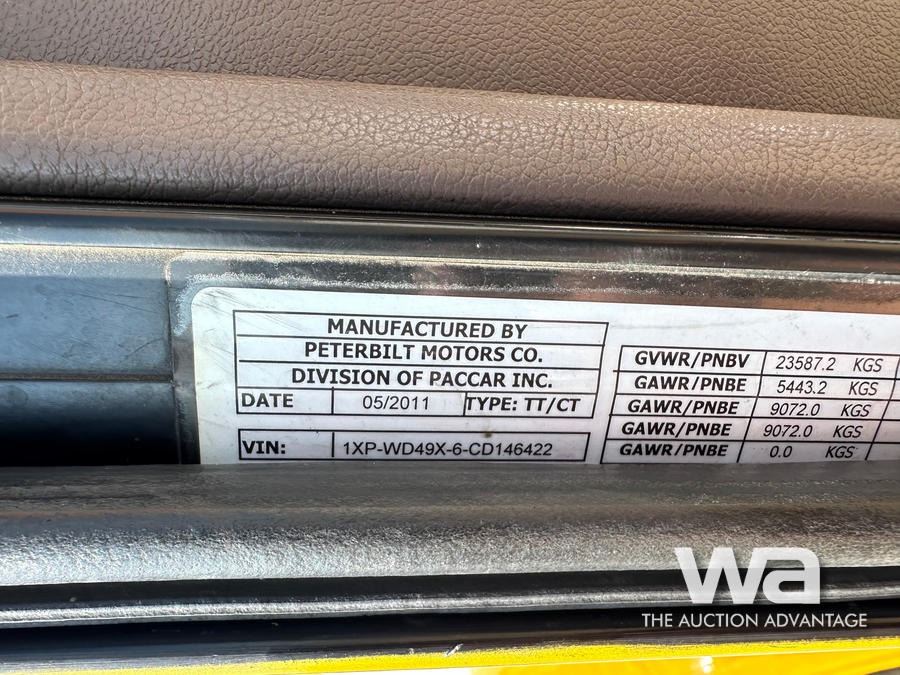 MANUFACTURED BY
PETERBILT MOTORS CO.
DIVISION OF PACCAR INC.
DATE 05/2011 TYPE: TT/CT
VIN: 1XP-WD49X-6-CD146422
GVWR/PNBV 23587.2 KGS
GAWR/PNBE 5443.2 KGS
GAWR/PNBE 9072.0 KGS
GAWR/PNBE 9072.0 KGS
GAWR/PNBE 0.0 KGS
wa
THE AUCTION ADVANTAGE